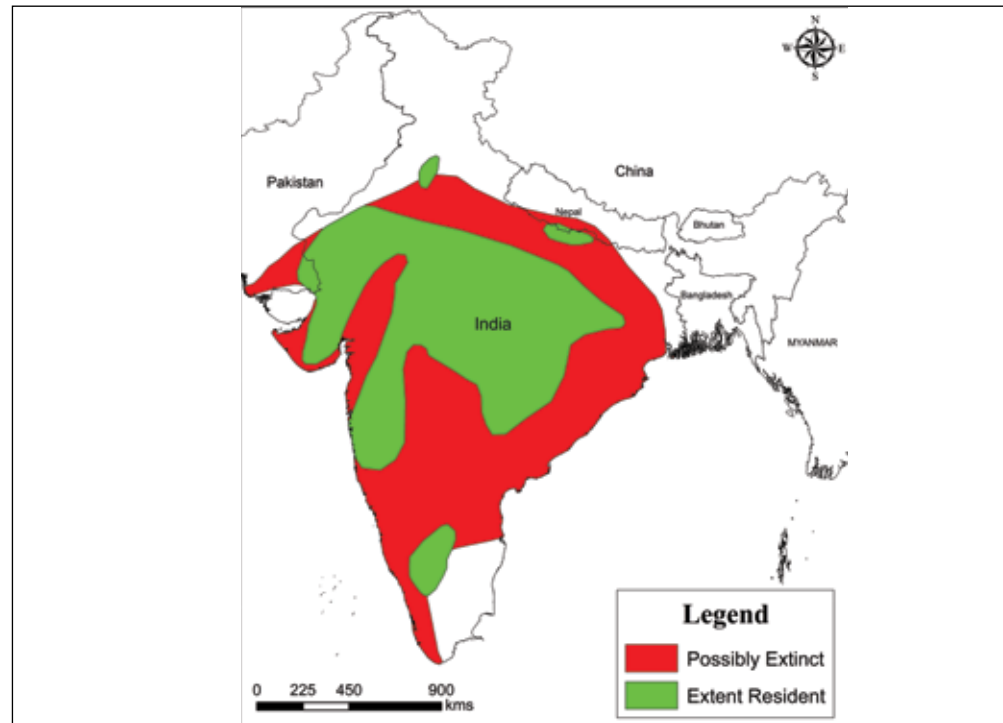 N
W E
S
Pakistan
China
Nepal
Bhutan
Bangladesh
India
MYANMAR
Legend
Possibly Extinct
Extent Resident
0 225 450 900
kms